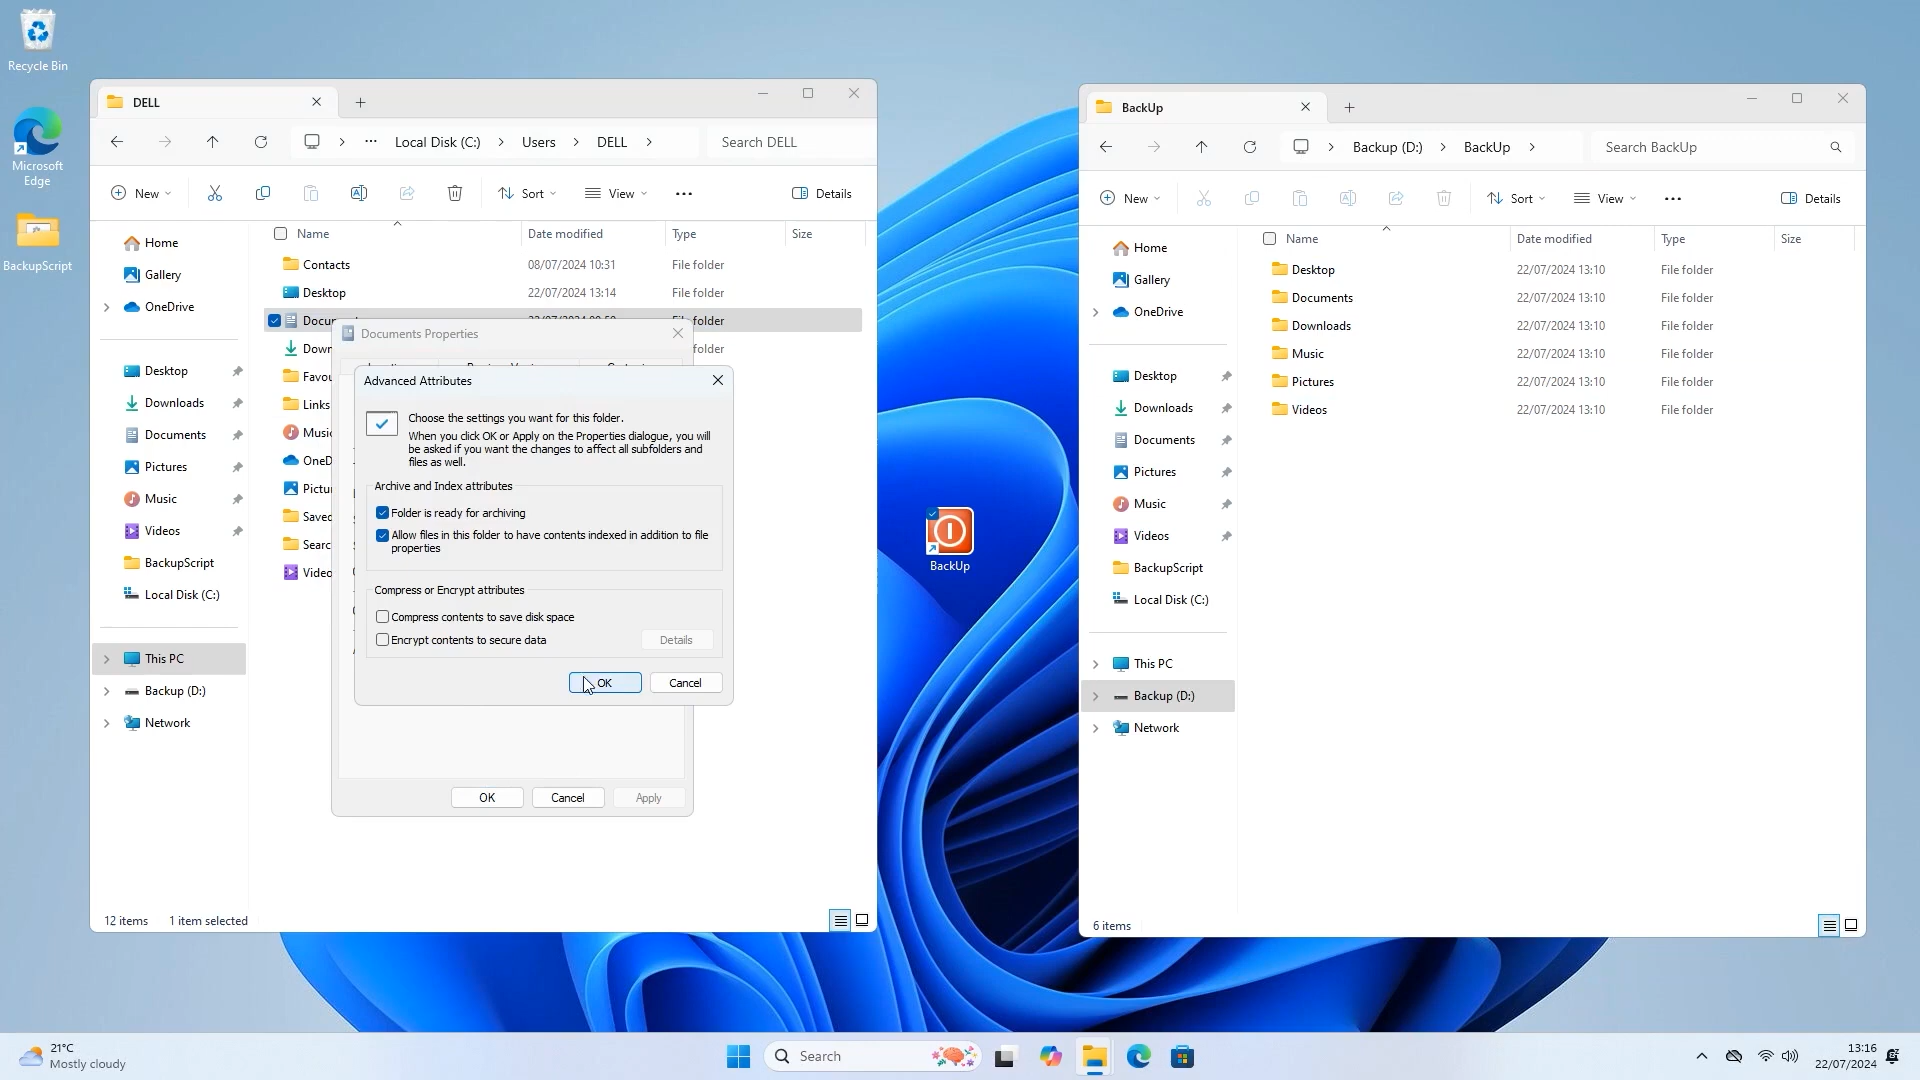 Recycle Bin
Microsoft
Edge
BackupScript
DELL
Local Disk (C:)
Users
DELL
Search DELL
New
Sort
View
Details
Name
Date modified
Type
Size
Home
Gallery
OneDrive
Desktop
Downloads
Documents
Pictures
Music
Videos
BackupScript
Local Disk (C:)
This PC
Backup (D:)
Network
Contacts 08/07/2024 10:31 File folder
Desktop 22/07/2024 13:14 File folder
Links
12 items 1 item selected
Documents Properties
Advanced Attributes
Choose the settings you want for this folder.
When you click OK or Apply on the Properties dialogue, you will
be asked if you want the changes to affect all subfolders and
files as well.
Archive and Index attributes
Folder is ready for archiving
Allow files in this folder to have contents indexed in addition to file
properties
Compress or Encrypt attributes
Compress contents to save disk space
Encrypt contents to secure data
Details
OK
Cancel
OK
Cancel
Apply
BackUp
BackUp
Backup (D:)
BackUp
Search BackUp
New
Sort
View
Details
Name
Date modified
Type
Size
Home
Gallery
OneDrive
Desktop
Downloads
Documents
Pictures
Music
Videos
BackupScript
Local Disk (C:)
This PC
Backup (D:)
Network
Desktop 22/07/2024 13:10 File folder
Documents 22/07/2024 13:10 File folder
Downloads 22/07/2024 13:10 File folder
Music 22/07/2024 13:10 File folder
Pictures 22/07/2024 13:10 File folder
Videos 22/07/2024 13:10 File folder
6 items
21°C
Mostly cloudy
Search
13:16
22/07/2024